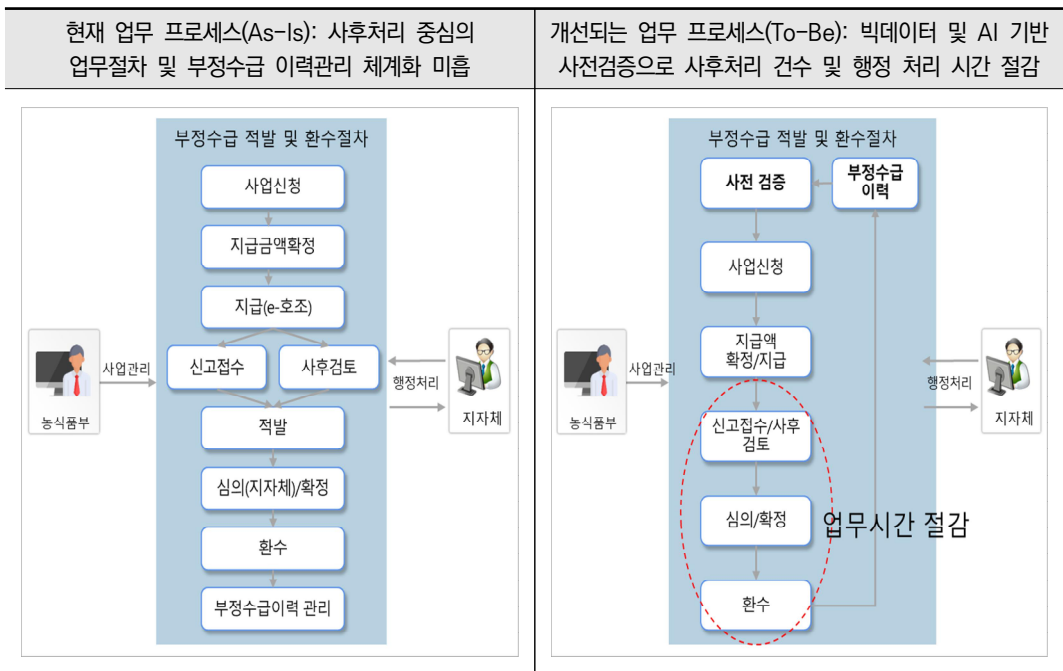 현재 업무 프로세스(As-Is): 사후처리 중심의
업무절차 및 부정수급 이력관리 체계화 미흡
개선되는 업무 프로세스(To-Be): 빅데이터 및 AI 기반
사전검증으로 사후처리 건수 및 행정 처리 시간 절감
부정수급 적발 및 환수절차
사업신청
지급금액확정
지급(e-호조)
신고접수
사후검토
적발
심의(지자체)/확정
환수
부정수급이력 관리
농식품부
사업관리
행정처리
지자체
부정수급 적발 및 환수절차
사전 검증
부정수급
이력
사업신청
지급액
확정/지급
신고접수/사후
검토
심의/확정
환수
업무시간 절감
농식품부
사업관리
행정처리
지자체